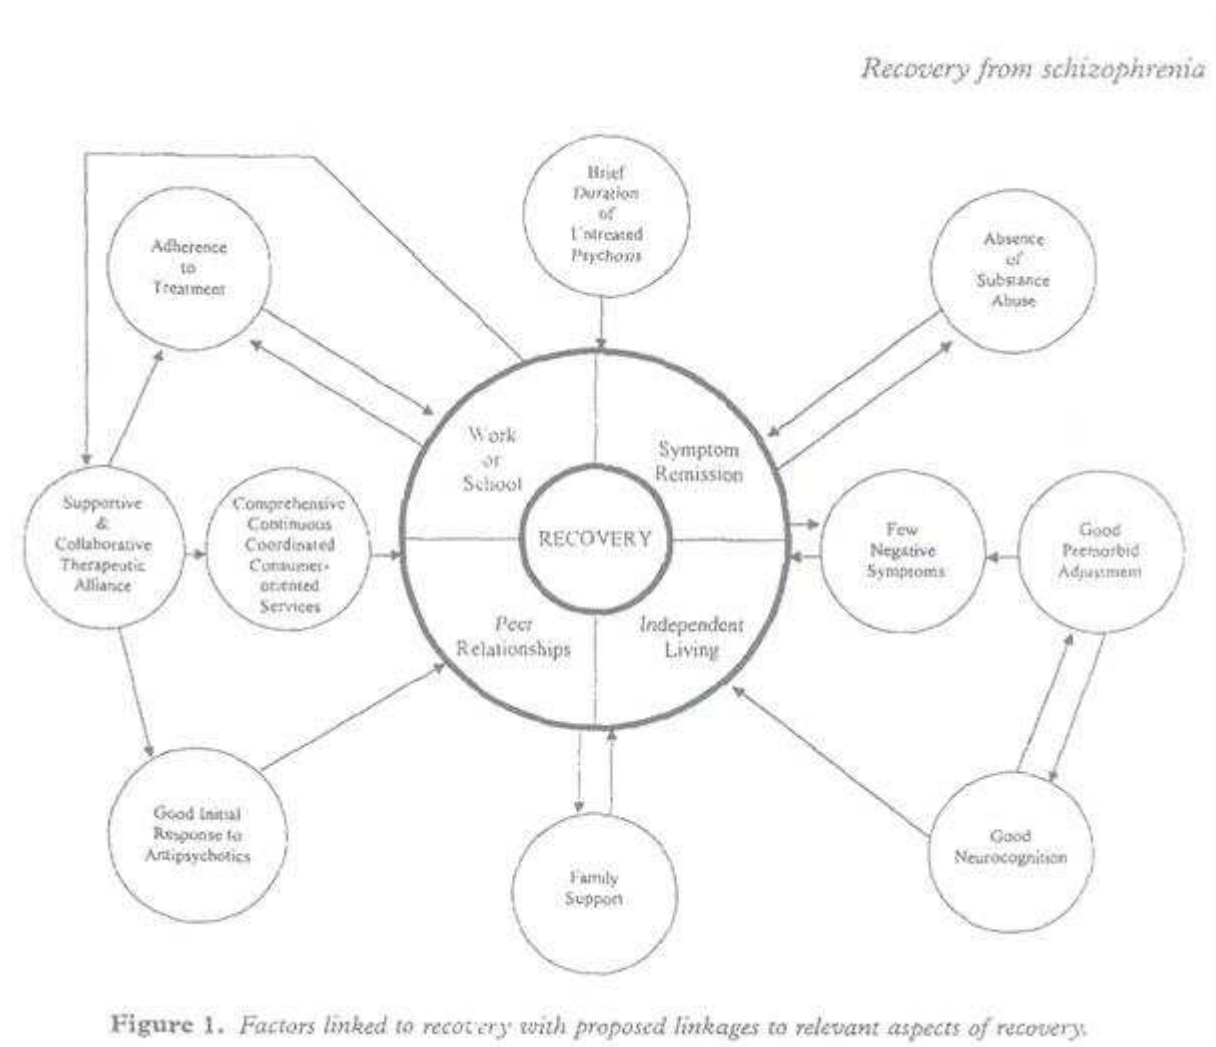 Recovery from schizophrenia
Brief
Duration
of
Untreated
Psychosis
Adherence
to
Treatment
Absence
of
Substance
Abuse
Work
or
School
Symptom
Remission
Supportive
&
Collaborative
Therapeutic
Alliance
Comprehensive
Continuous
Coordinated
Consumer-
oriented
Services
RECOVERY
Few
Negative
Symptoms
Good
Premorbid
Adjustment
Peer
Relationships
Independent
Living
Good Initial
Response to
Antipsychotics
Family
Support
Good
Neurocognition
Figure 1. Factors linked to recovery with proposed linkages to relevant aspects of recovery.